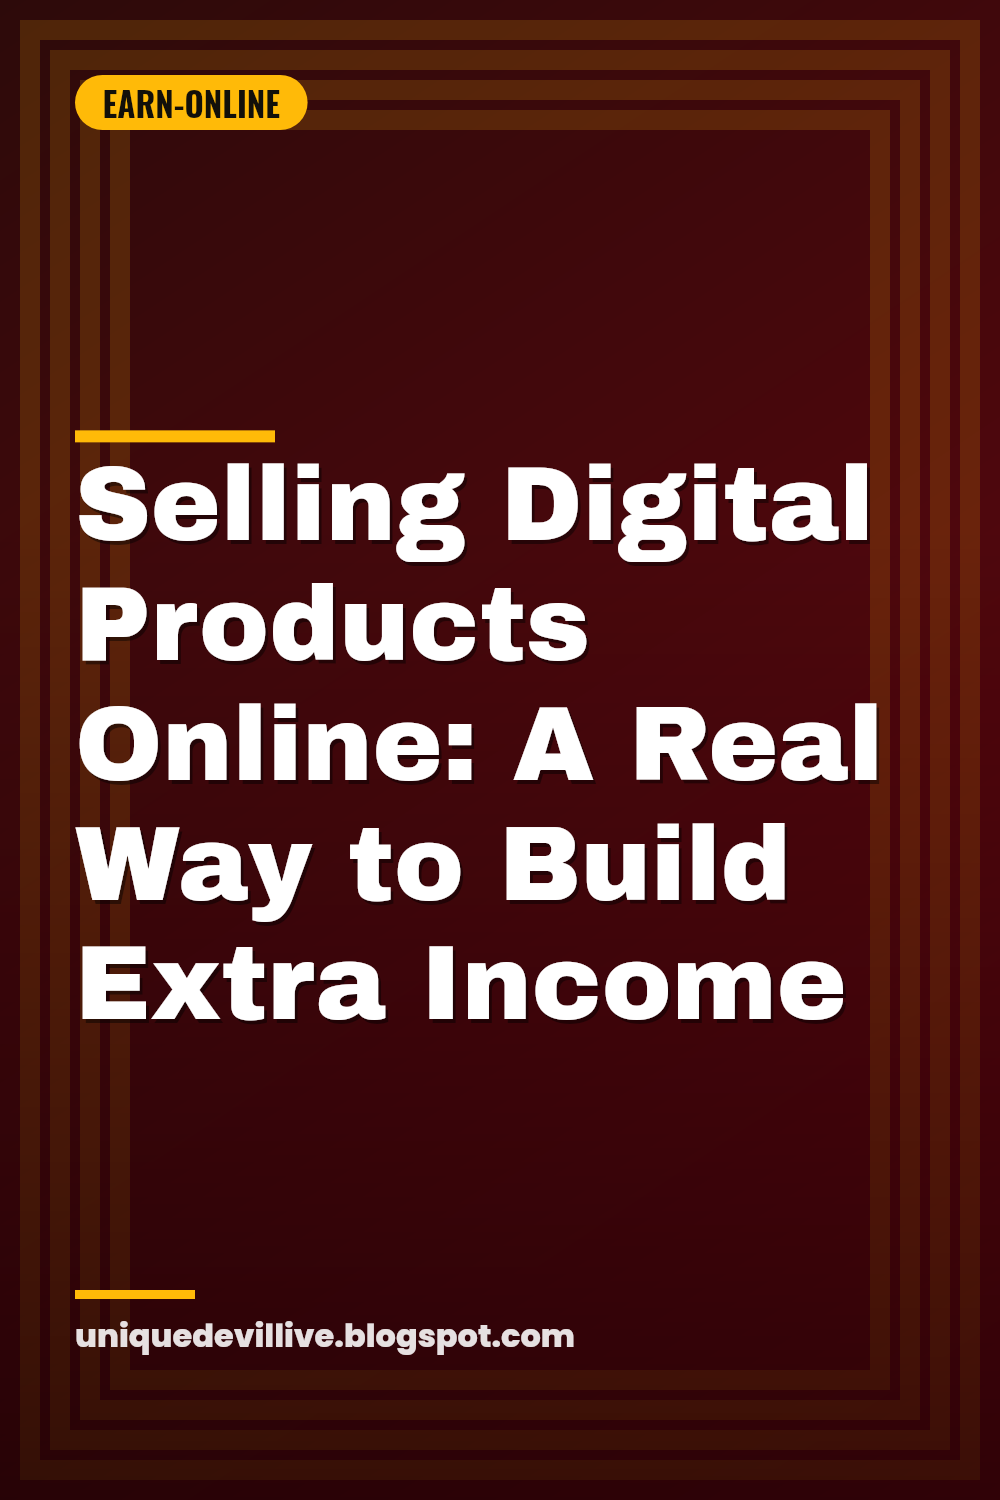 EARN-ONLINE
Selling Digital
Products
Online: A Real
Way to Build
Extra Income
uniquedevillive.blogspot.com